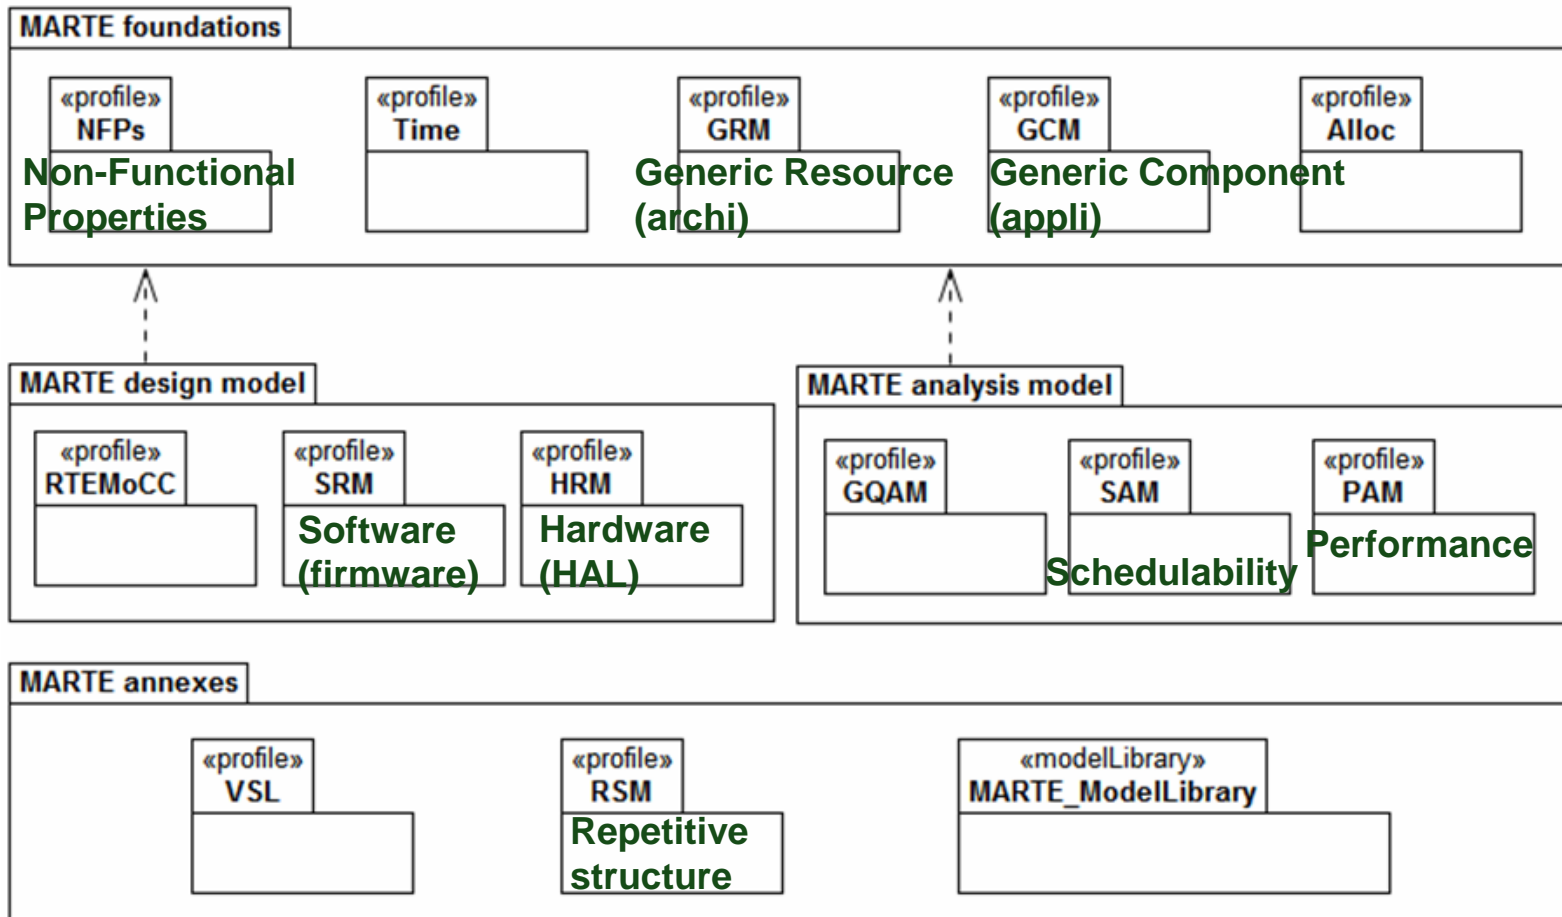 MARTE foundations
«profile»
NFPs
Non-Functional
Properties
«profile»
Time
«profile»
GRM
Generic Resource
(archi)
«profile»
GCM
Generic Component
(appli)
«profile»
Alloc
MARTE design model
«profile»
RTEMoCC
«profile»
SRM
Software
(firmware)
«profile»
HRM
Hardware
(HAL)
MARTE analysis model
«profile»
GQAM
«profile»
SAM
Schedulability
«profile»
PAM
Performance
MARTE annexes
«profile»
VSL
«profile»
RSM
Repetitive
structure
«modelLibrary»
MARTE_ModelLibrary